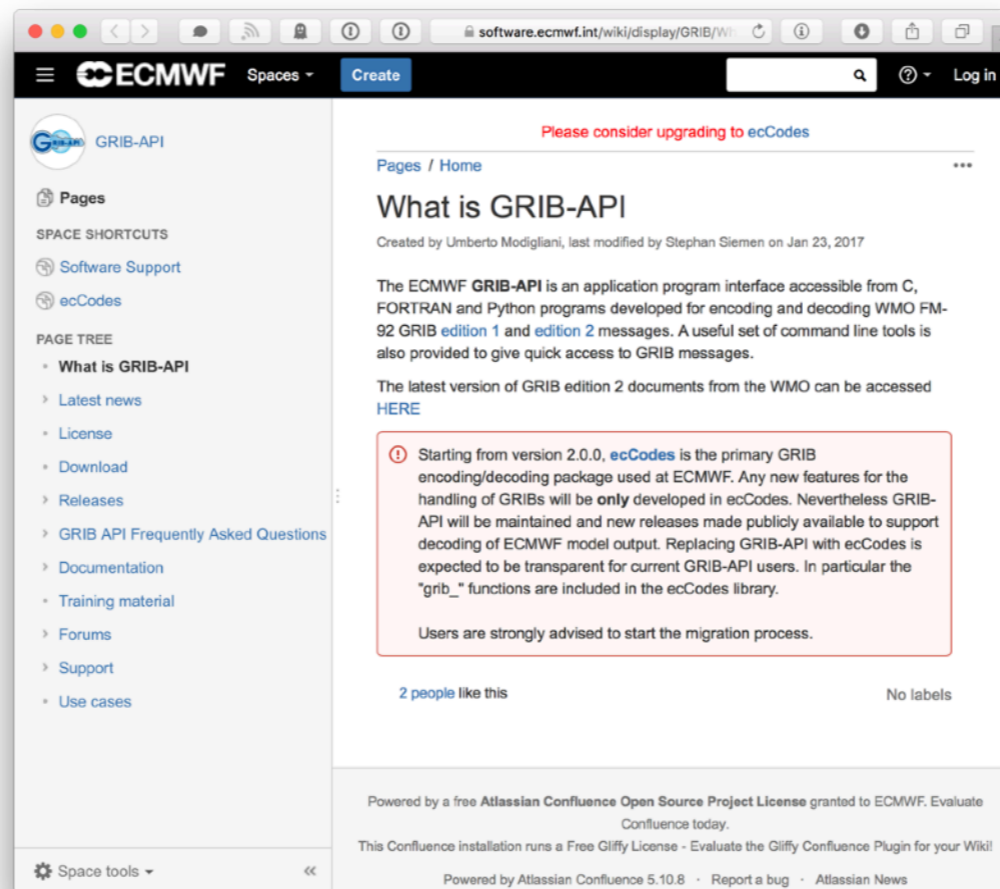 software.ecmwf.int/wiki/display/GRIB/Wh
ECMWF
Spaces
Create
Log in
GRIB-API
GRIB-API
Pages
SPACE SHORTCUTS
Software Support
ecCodes
PAGE TREE
What is GRIB-API
Latest news
License
Download
Releases
GRIB API Frequently Asked Questions
Documentation
Training material
Forums
Support
Use cases
Space tools
Please consider upgrading to ecCodes
Pages / Home
What is GRIB-API
Created by Umberto Modigliani, last modified by Stephan Siemen on Jan 23, 2017
The ECMWF GRIB-API is an application program interface accessible from C,
FORTRAN and Python programs developed for encoding and decoding WMO FM-
92 GRIB edition 1 and edition 2 messages. A useful set of command line tools is
also provided to give quick access to GRIB messages.
The latest version of GRIB edition 2 documents from the WMO can be accessed
HERE
Starting from version 2.0.0, ecCodes is the primary GRIB
encoding/decoding package used at ECMWF. Any new features for the
handling of GRIBs will be only developed in ecCodes. Nevertheless GRIB-
API will be maintained and new releases made publicly available to support
decoding of ECMWF model output. Replacing GRIB-API with ecCodes is
expected to be transparent for current GRIB-API users. In particular the
"grib_" functions are included in the ecCodes library.
Users are strongly advised to start the migration process.
2 people like this
No labels
Powered by a free Atlassian Confluence Open Source Project License granted to ECMWF. Evaluate
Confluence today.
This Confluence installation runs a Free Gliffy License - Evaluate the Gliffy Confluence Plugin for your Wiki!
Powered by Atlassian Confluence 5.10.8 · Report a bug · Atlassian News